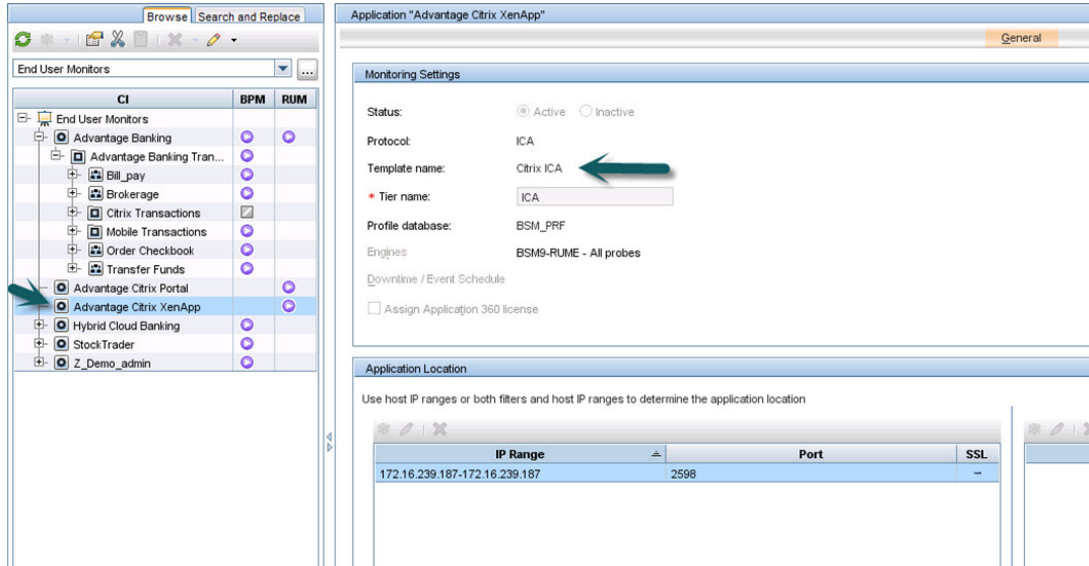 Browse Search and Replace
End User Monitors
...
CI BPM RUM
End User Monitors
Advantage Banking
Advantage Banking Tran...
Bill_pay
Brokerage
Citrix Transactions
Mobile Transactions
Order Checkbook
Transfer Funds
Advantage Citrix Portal
Advantage Citrix XenApp
Hybrid Cloud Banking
StockTrader
Z_Demo_admin
Application "Advantage Citrix XenApp"
General
Monitoring Settings
Status: Active Inactive
Protocol: ICA
Template name: Citrix ICA
* Tier name: ICA
Profile database: BSM_PRF
Engines BSM9-RUME - All probes
Downtime / Event Schedule
Assign Application 360 license
Application Location
Use host IP ranges or both filters and host IP ranges to determine the application location
IP Range Port SSL
172.16.239.187-172.16.239.187 2598 --